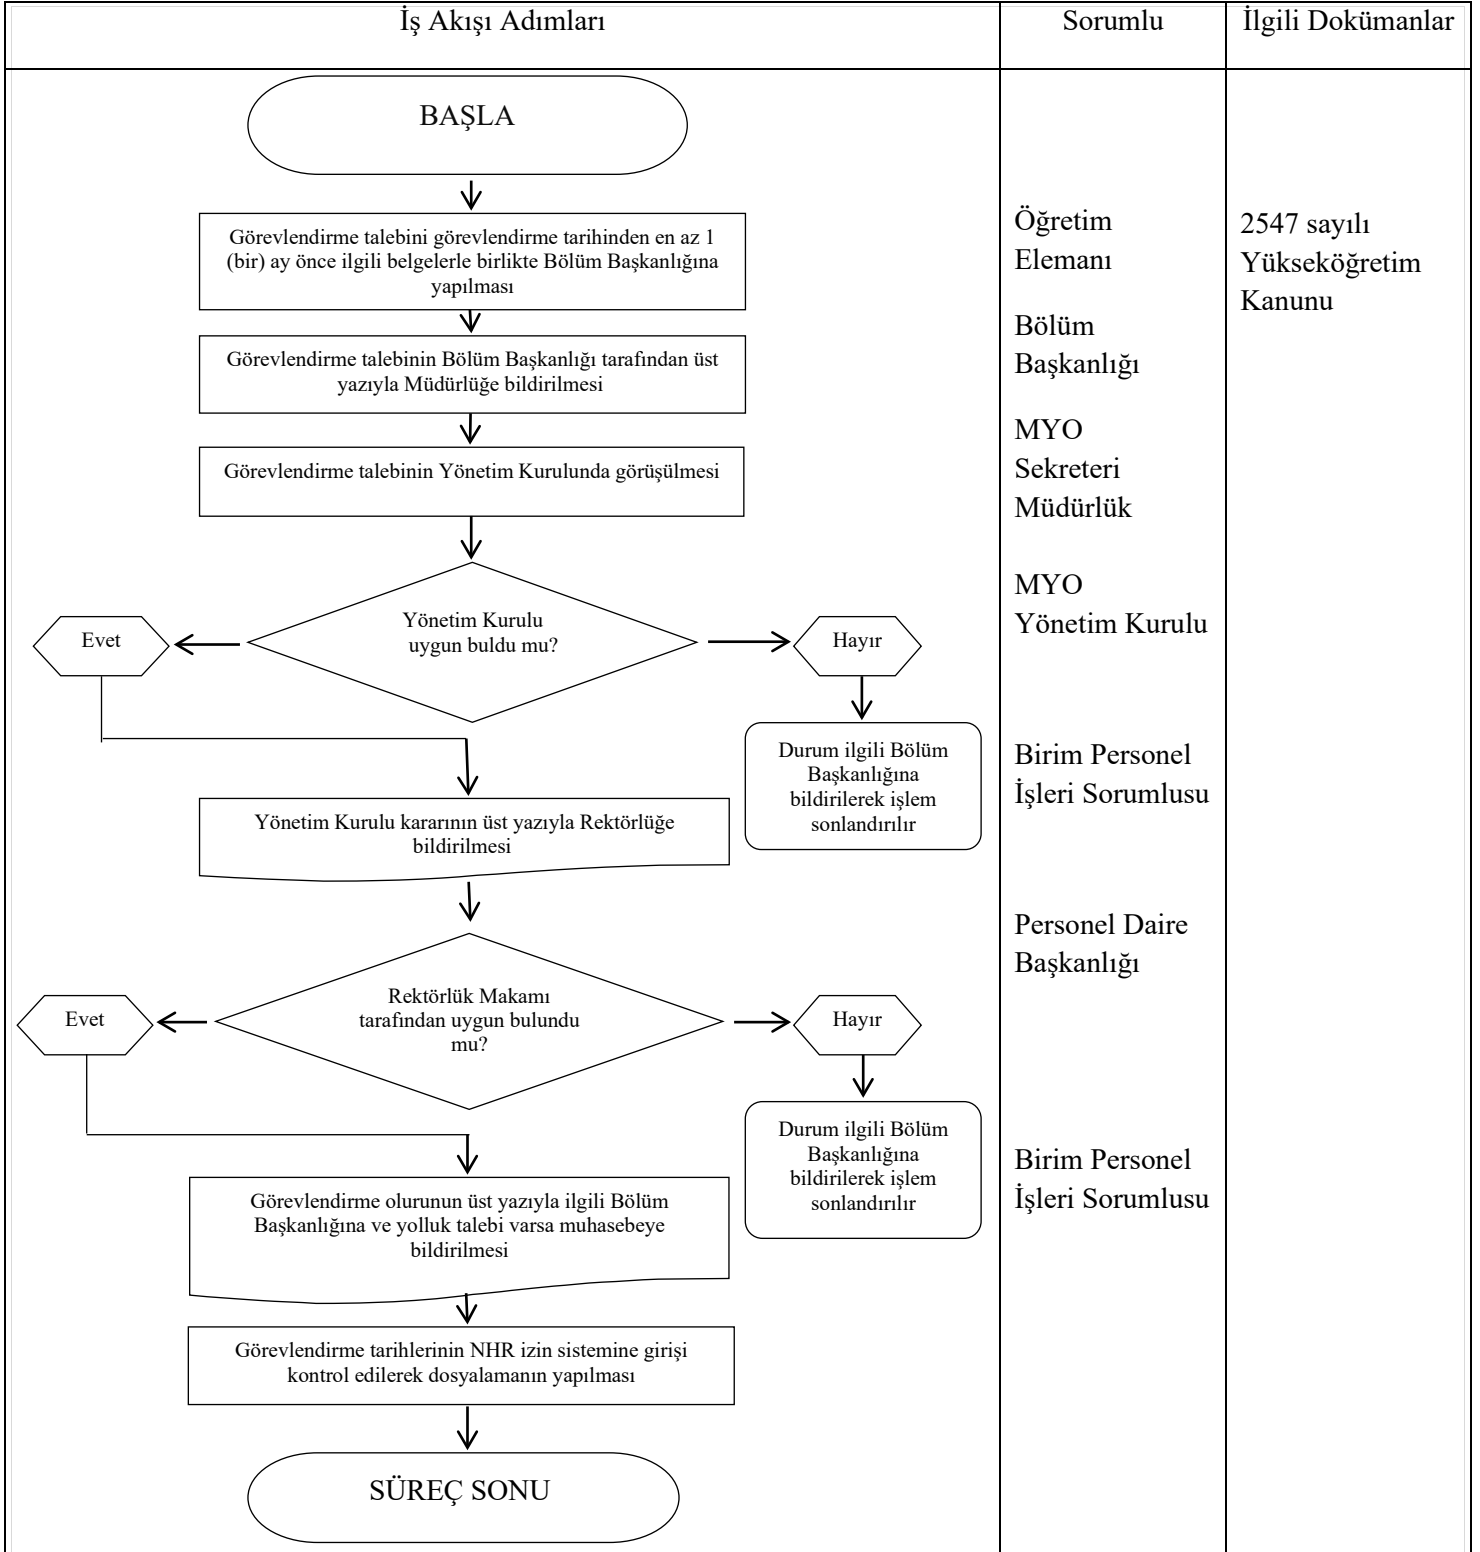 İş Akışı Adımları
Sorumlu
İlgili Dokümanlar
BAŞLA
Görevlendirme talebini görevlendirme tarihinden en az 1
(bir) ay önce ilgili belgelerle birlikte Bölüm Başkanlığına
yapılması
Görevlendirme talebinin Bölüm Başkanlığı tarafından üst
yazıyla Müdürlüğe bildirilmesi
Görevlendirme talebinin Yönetim Kurulunda görüşülmesi
Yönetim Kurulu
uygun buldu mu?
Evet
Hayır
Durum ilgili Bölüm
Başkanlığına
bildirilerek işlem
sonlandırılır
Yönetim Kurulu kararının üst yazıyla Rektörlüğe
bildirilmesi
Rektörlük Makamı
tarafından uygun bulundu
mu?
Evet
Hayır
Durum ilgili Bölüm
Başkanlığına
bildirilerek işlem
sonlandırılır
Görevlendirme olurunun üst yazıyla ilgili Bölüm
Başkanlığına ve yolluk talebi varsa muhasebeye
bildirilmesi
Görevlendirme tarihlerinin NHR izin sistemine girişi
kontrol edilerek dosyalamanın yapılması
SÜREÇ SONU
Öğretim
Elemanı
Bölüm
Başkanlığı
MYO
Sekreteri
Müdürlük
MYO
Yönetim Kurulu
Birim Personel
İşleri Sorumlusu
Personel Daire
Başkanlığı
Birim Personel
İşleri Sorumlusu
2547 sayılı
Yükseköğretim
Kanunu